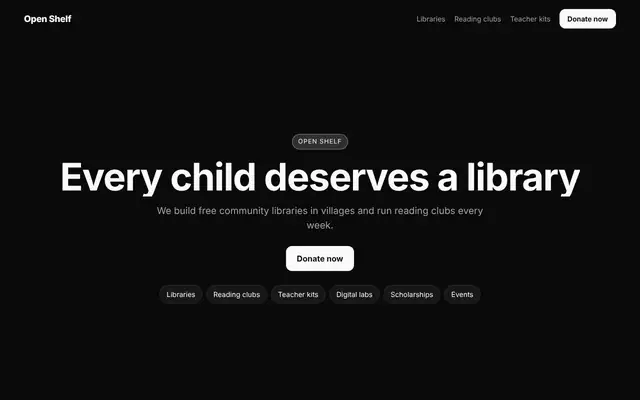 Open Shelf
Libraries
Reading clubs
Teacher kits
Donate now
OPEN SHELF
Every child deserves a library
We build free community libraries in villages and run reading clubs every
week.
Donate now
Libraries
Reading clubs
Teacher kits
Digital labs
Scholarships
Events